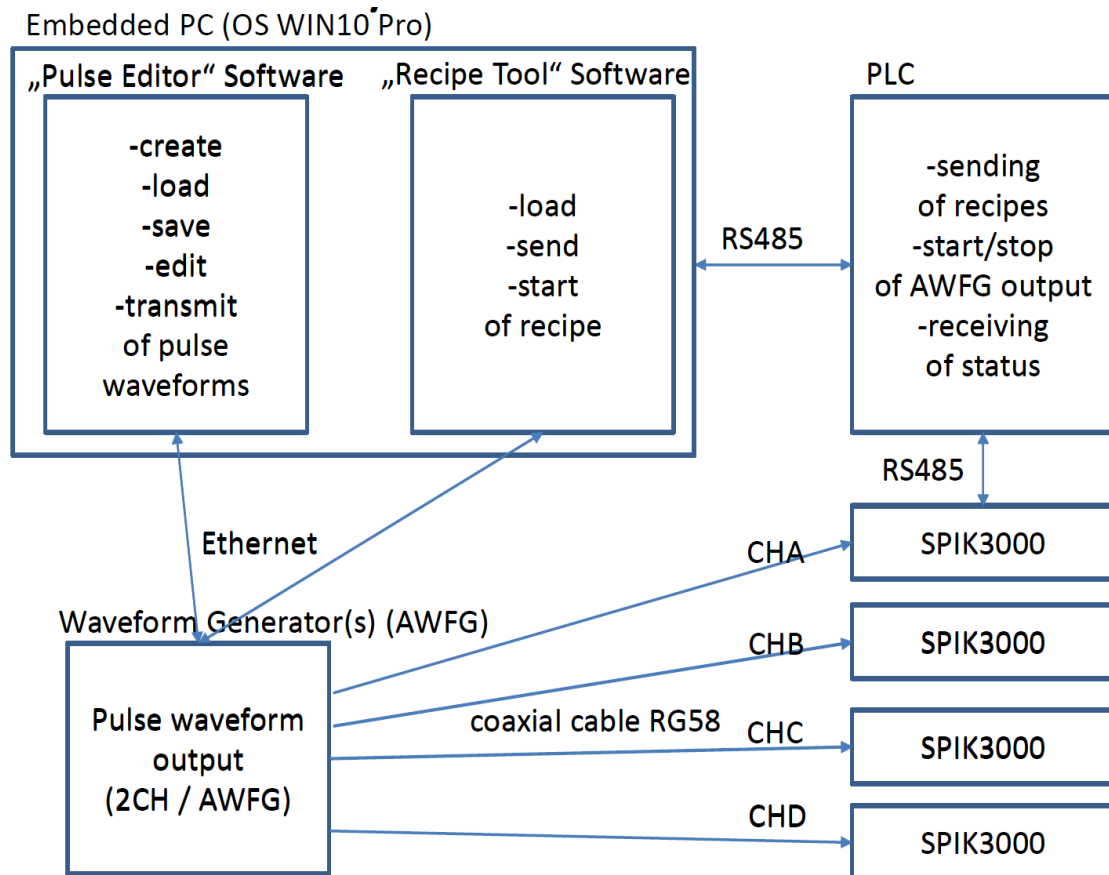 Embedded PC (OS WIN10 Pro)
„Pulse Editor“ Software
-create
-load
-save
-edit
-transmit
of pulse
waveforms
„Recipe Tool“ Software
-load
-send
-start
of recipe
RS485
PLC
-sending
of recipes
-start/stop
of AWFG output
-receiving
of status
RS485
Ethernet
Waveform Generator(s) (AWFG)
Pulse waveform
output
(2CH / AWFG)
CHA
CHB
coaxial cable RG58
CHC
CHD
SPIK3000
SPIK3000
SPIK3000
SPIK3000